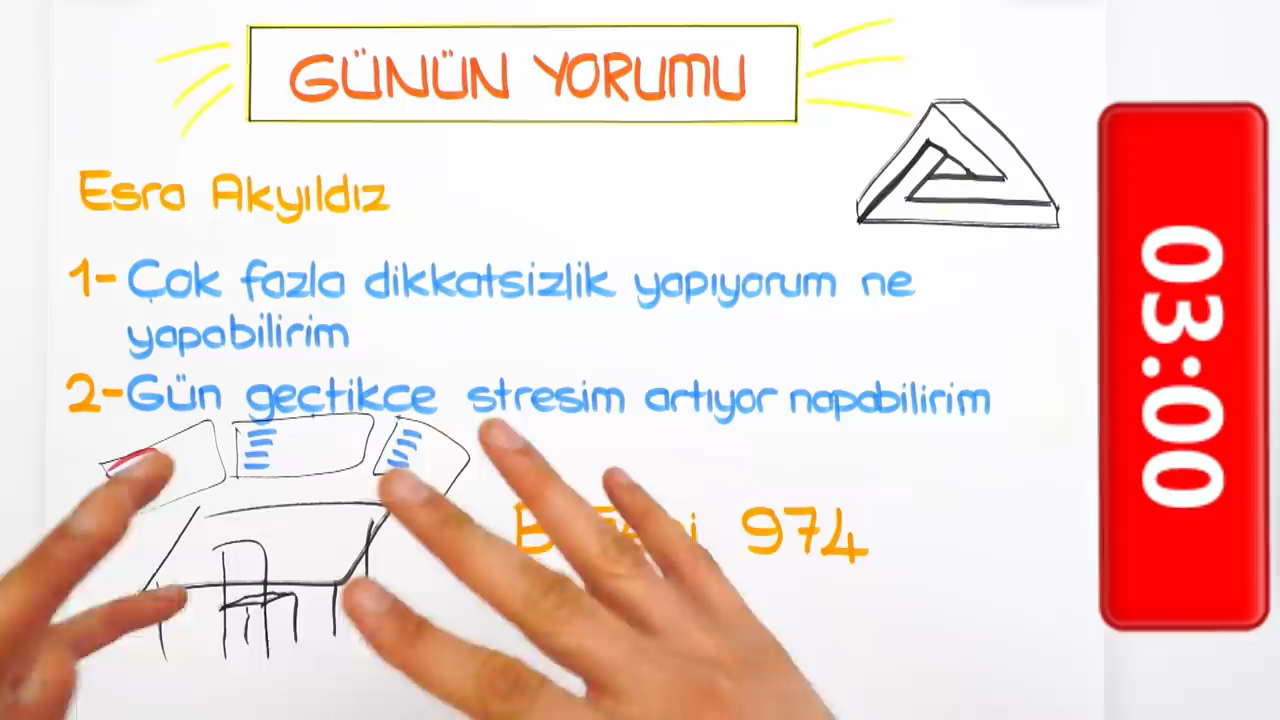 GÜNÜN YORUMU
Esra Akyıldız
1- Çok fazla dikkatsizlik yapıyorum ne
yapabilirim
2- Gün geçtikçe stresim artıyor napabilirim
974
03:00